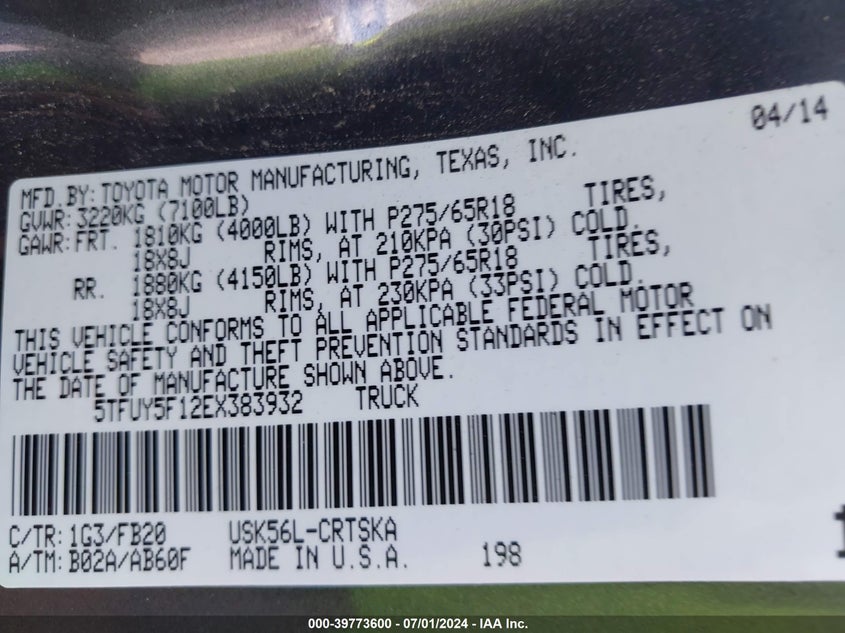 04/14
MFD.BY:TOYOTA MOTOR MANUFACTURING, TEXAS, INC.
GVWR:3220KG (7100LB)
GAWR:FRT. 1810KG (4000LB) WITH P275/65R18 TIRES,
18X8J RIMS, AT 210KPA (30PSI) COLD.
RR. 1880KG (4150LB) WITH P275/65R18 TIRES,
18X8J RIMS, AT 230KPA (33PSI) COLD.
THIS VEHICLE CONFORMS TO ALL APPLICABLE FEDERAL MOTOR
VEHICLE SAFETY AND THEFT PREVENTION STANDARDS IN EFFECT ON
THE DATE OF MANUFACTURE SHOWN ABOVE.
5TFUY5F12EX383932 TRUCK
C/TR:1G3/FB20 USK56L-CRTSKA
A/TM:B02A/AB60F MADE IN U.S.A. 198
000-39773600 / 07/01/2024 - IAA Inc.